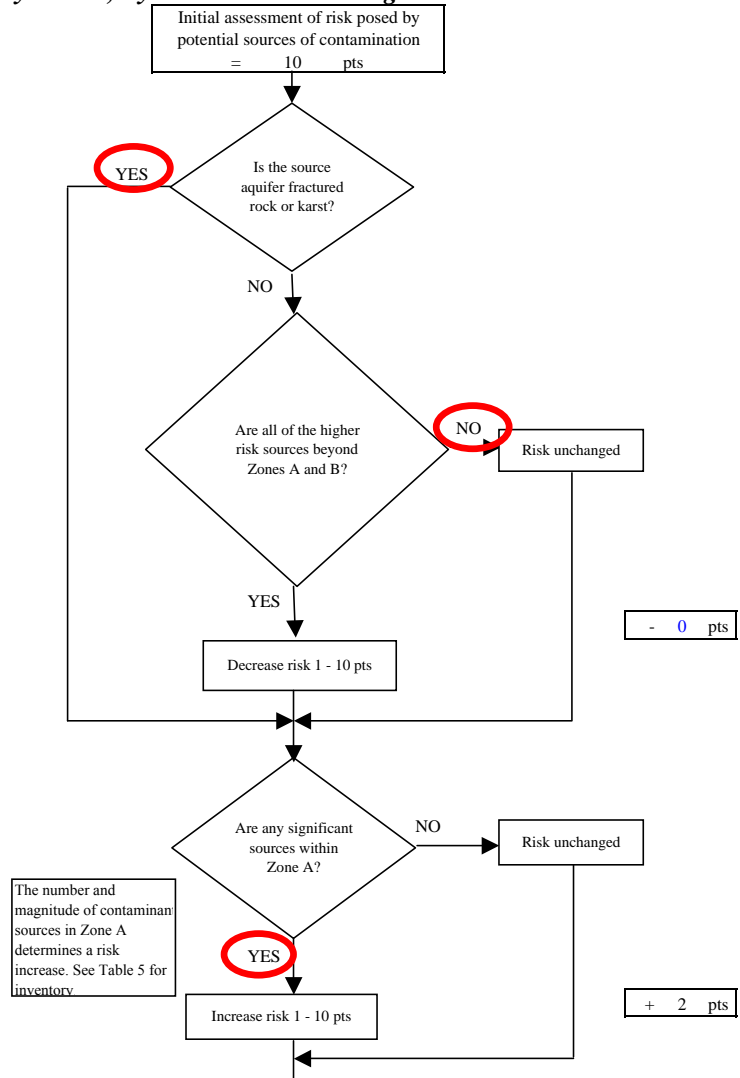 Initial assessment of risk posed by
potential sources of contamination
= 10 pts
YES
Is the source
aquifer fractured
rock or karst?
NO
Are all of the higher
risk sources beyond
Zones A and B?
NO
Risk unchanged
YES
- 0 pts
Decrease risk 1 - 10 pts
Are any significant
sources within
Zone A?
NO
Risk unchanged
The number and
magnitude of contaminan
sources in Zone A
determines a risk
increase. See Table 5 for
inventory
YES
Increase risk 1 - 10 pts
+ 2 pts